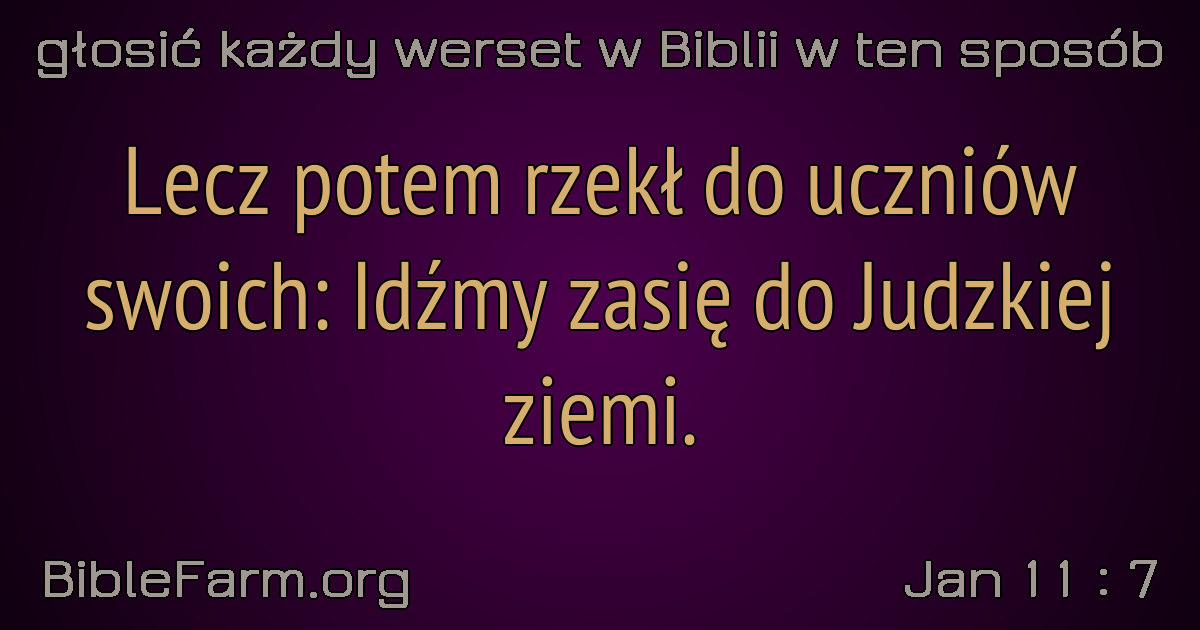 głosić każdy werset w Biblii w ten sposób
Lecz potem rzekł do uczniów
swoich: Idźmy zasię do Judzkiej
ziemi.
BibleFarm.org
Jan 11 : 7